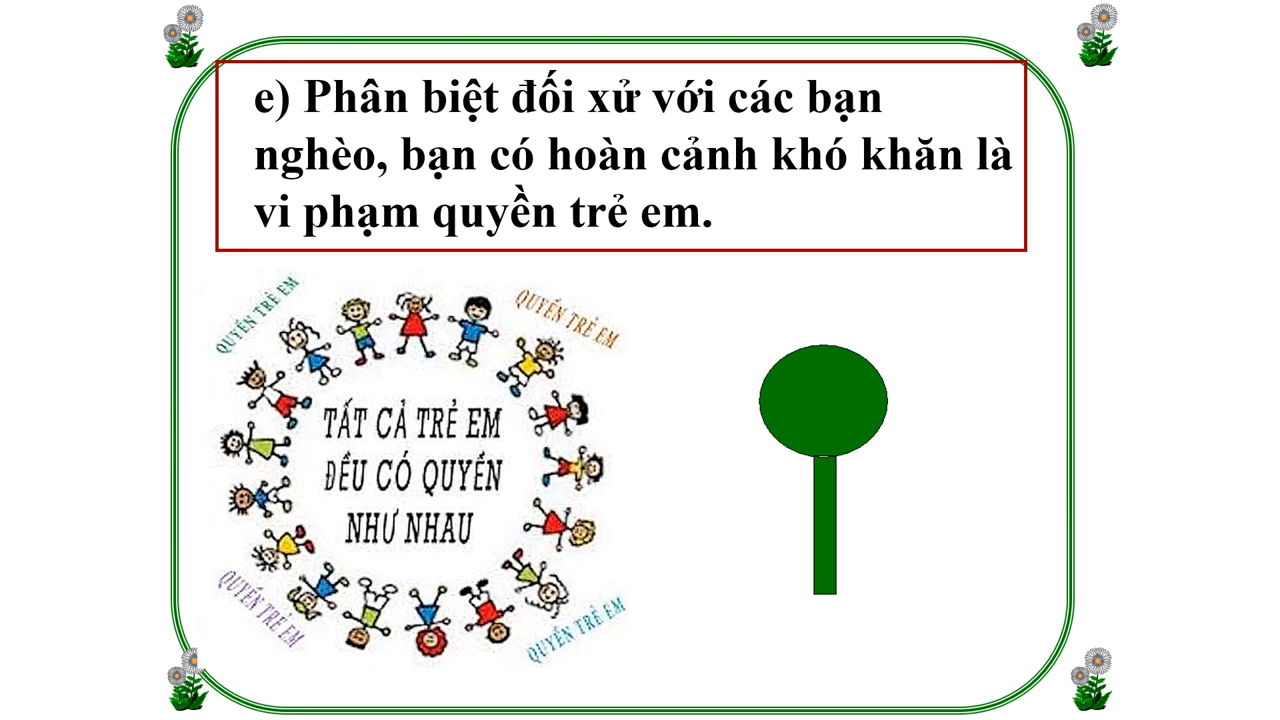 e) Phân biệt đối xử với các bạn
nghèo, bạn có hoàn cảnh khó khăn là
vi phạm quyền trẻ em.
QUYỀN TRẺ EM
QUYỀN TRẺ EM
TẤT CẢ TRẺ EM
ĐỀU CÓ QUYỀN
NHƯ NHAU
QUYỀN TRẺ EM
QUYỀN TRẺ EM